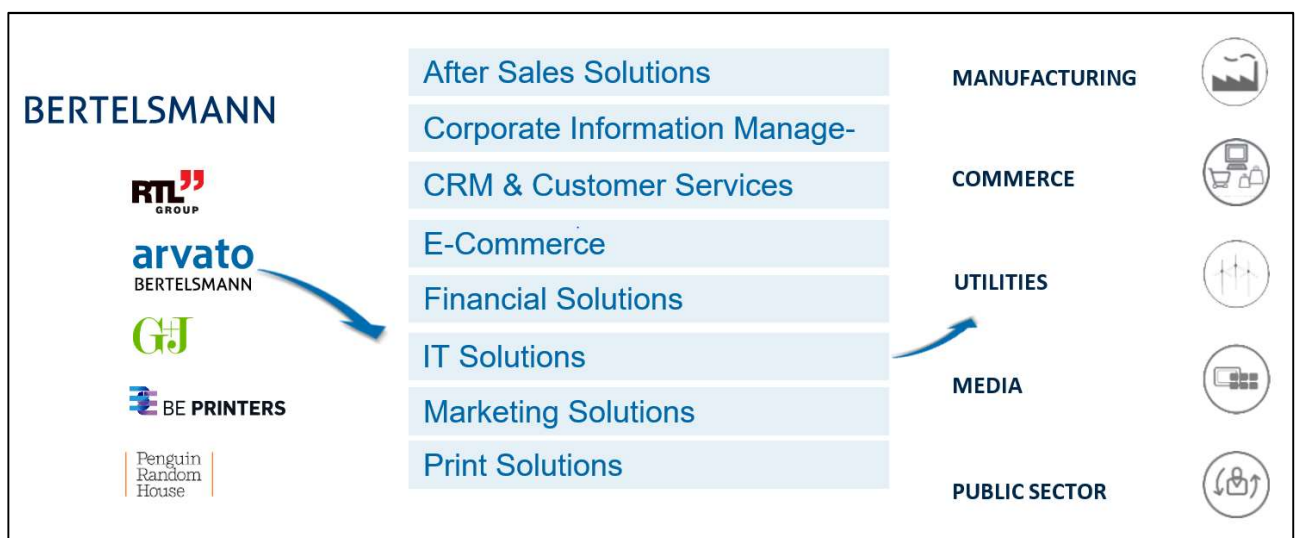 BERTELSMANN
RTL
GROUP
arvato
BERTELSMANN
G+J
BE PRINTERS
Penguin
Random
House
After Sales Solutions
Corporate Information Manage-
CRM & Customer Services
E-Commerce
Financial Solutions
IT Solutions
Marketing Solutions
Print Solutions
MANUFACTURING
COMMERCE
UTILITIES
MEDIA
PUBLIC SECTOR